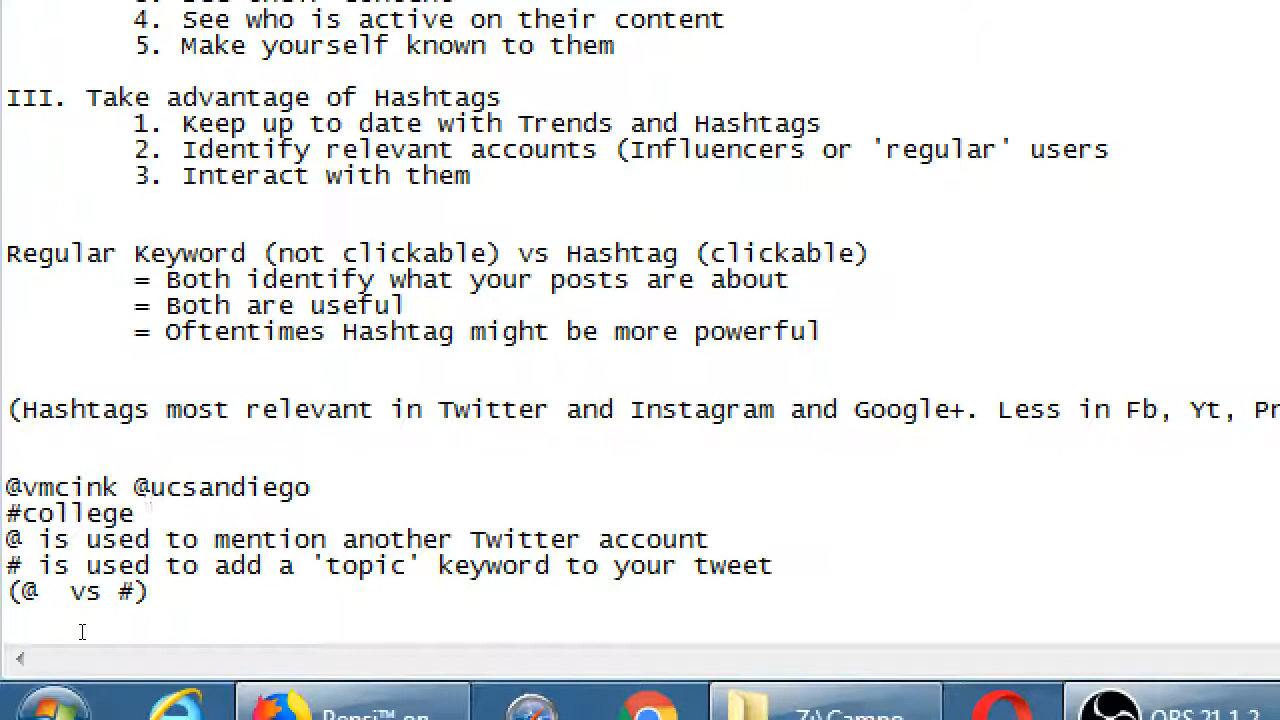 4. See who is active on their content
5. Make yourself known to them
III. Take advantage of Hashtags
1. Keep up to date with Trends and Hashtags
2. Identify relevant accounts (Influencers or 'regular' users
3. Interact with them
Regular Keyword (not clickable) vs Hashtag (clickable)
= Both identify what your posts are about
= Both are useful
= Oftentimes Hashtag might be more powerful
(Hashtags most relevant in Twitter and Instagram and Google+. Less in Fb, Yt,
@vmcink @ucsandiego
#college
@ is used to mention another Twitter account
# is used to add a 'topic' keyword to your tweet
(@  vs #)